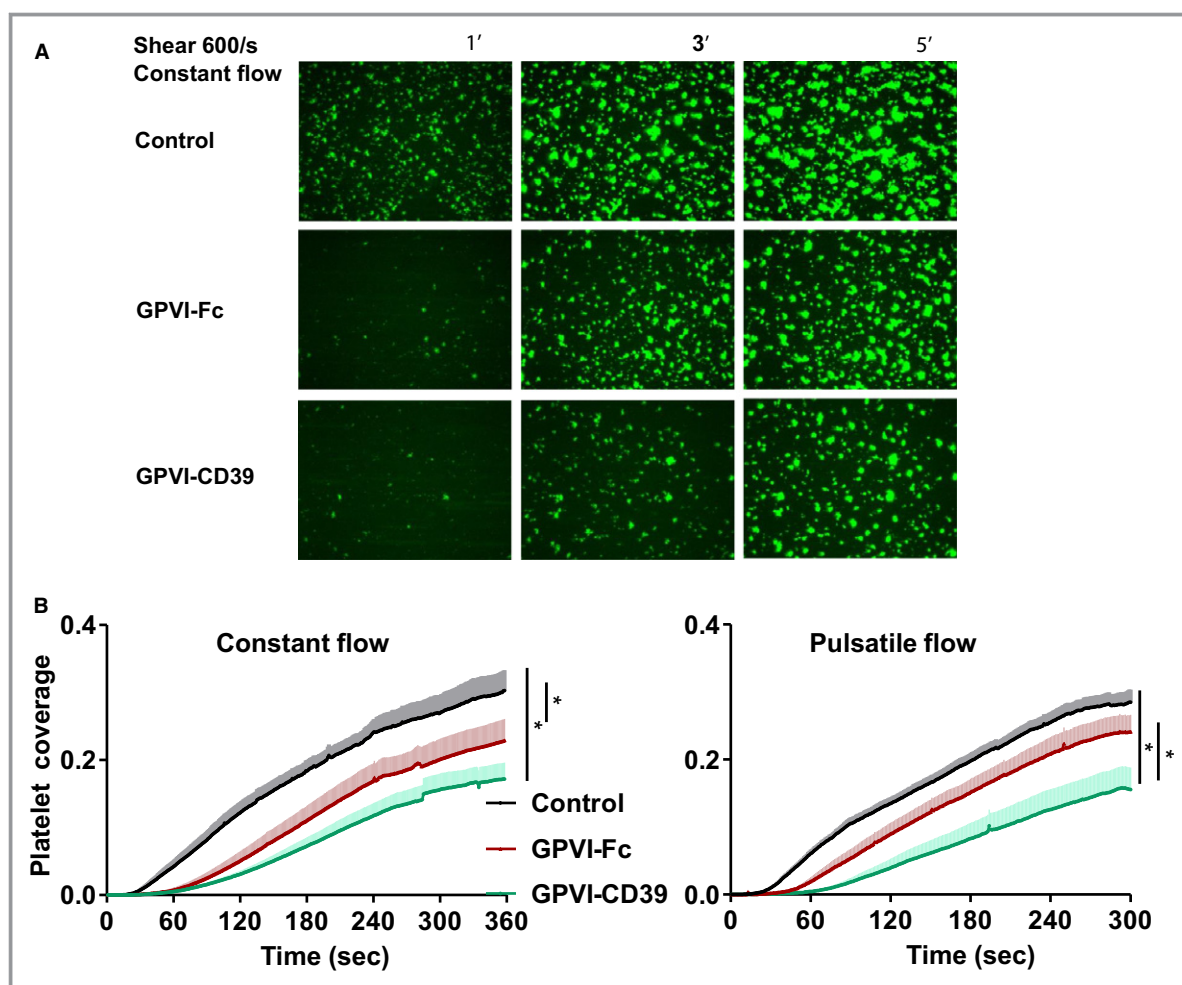 A
Shear 600/s 1′ 3′ 5′
Constant flow
Control
GPVI-Fc
GPVI-CD39
B
Constant flow
Pulsatile flow
Platelet coverage
0.4
0.2
0.0
0 60 120 180 240 300 360
Time (sec)
*
*
Control
GPVI-Fc
GPVI-CD39
0.4
0.2
0.0
0 60 120 180 240 300
Time (sec)
*
*